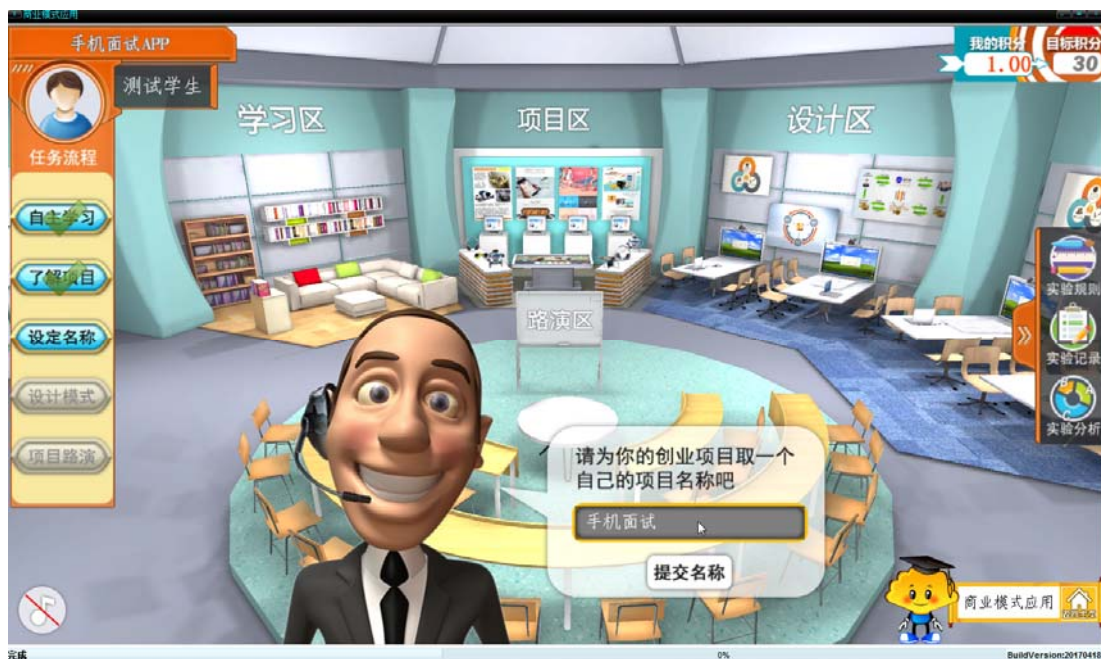 商业模式应用
手机面试APP
测试学生
任务流程
自主学习
了解项目
设定名称
设计模式
项目路演
学习区
项目区
设计区
路演区
我的积分
1.00
目标积分
30
实验规则
实验记录
实验分析
请为你的创业项目取一个
自己的项目名称吧
手机面试
提交名称
商业模式应用
完成
0%
BuildVersion:20170418